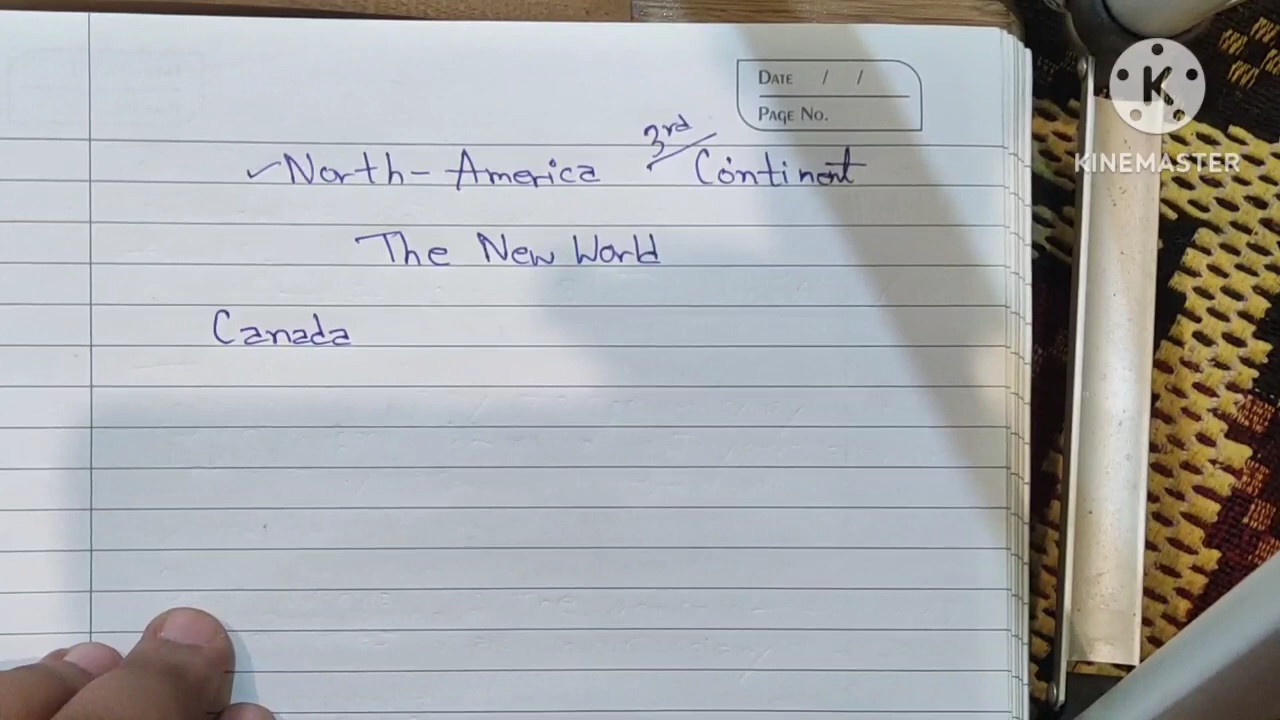 DATE / /
PAGE NO.
KINEMASTER
✓North-America 3rd Continent
The New World
Canada